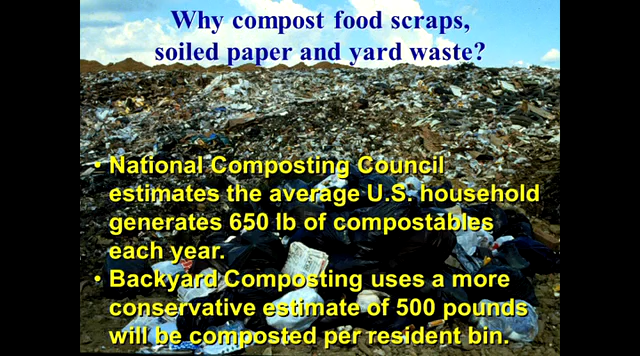 Why compost food scraps,
soiled paper and yard waste?
• National Composting Council
estimates the average U.S. household
generates 650 lb of compostables
each year.
• Backyard Composting uses a more
conservative estimate of 500 pounds
will be composted per resident bin.